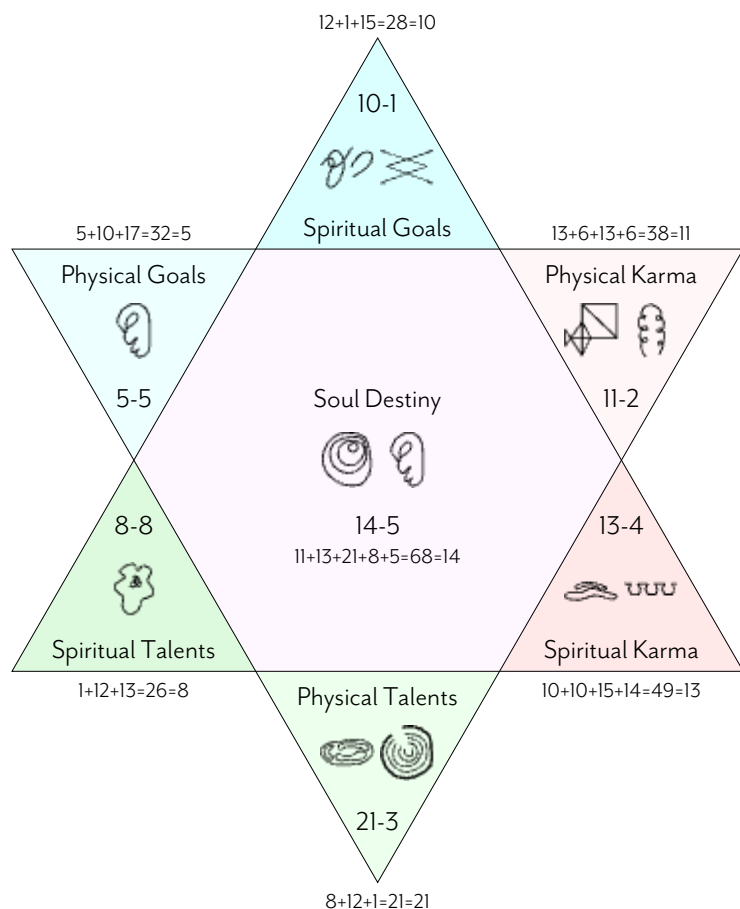 12+1+15=28=10
10-1
Spiritual Goals
5+10+17=32=5
Physical Goals
5-5
13+6+13+6=38=11
Physical Karma
11-2
Soul Destiny
14-5
11+13+21+8+5=68=14
8-8
Spiritual Talents
1+12+13=26=8
13-4
Spiritual Karma
10+10+15+14=49=13
Physical Talents
21-3
8+12+1=21=21